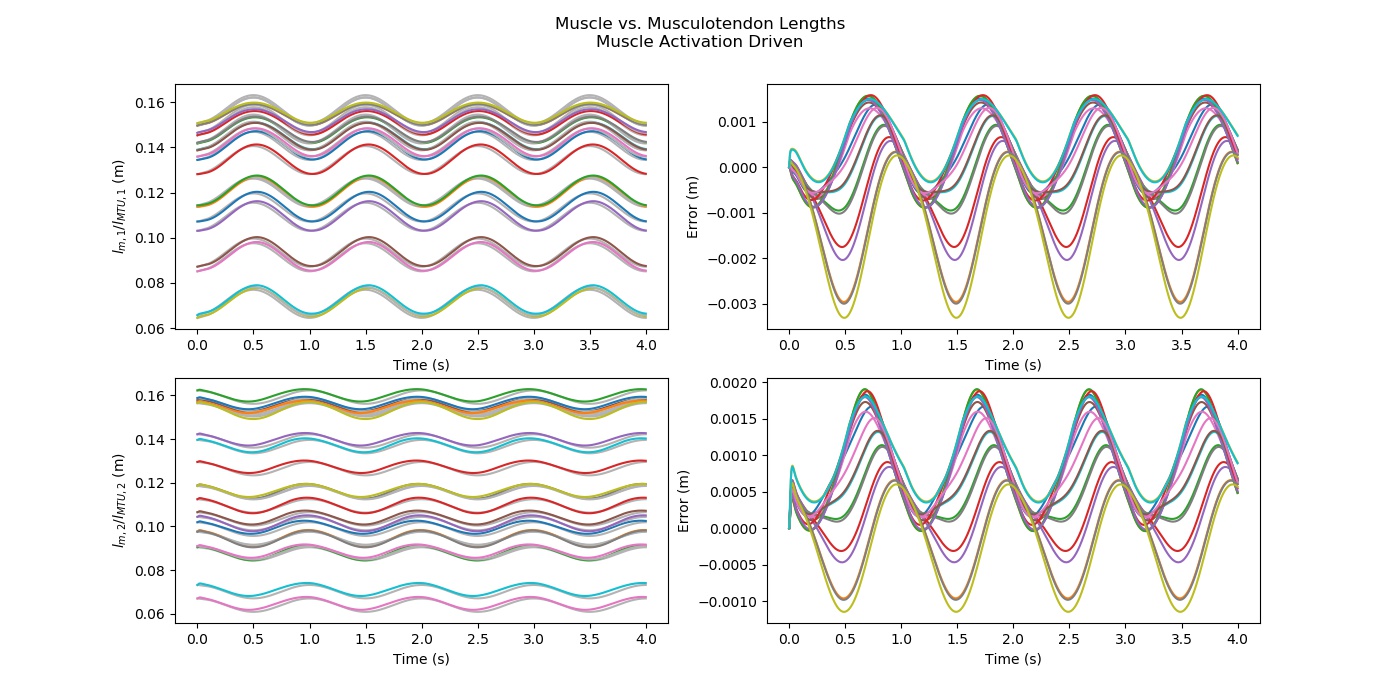 Muscle vs. Musculotendon Lengths
Muscle Activation Driven
l_{m,1}/l_{MTU,1} (m)
0.16
0.14
0.12
0.10
0.08
0.06
0.0 0.5 1.0 1.5 2.0 2.5 3.0 3.5 4.0
Time (s)
Error (m)
0.001
0.000
−0.001
−0.002
−0.003
0.0 0.5 1.0 1.5 2.0 2.5 3.0 3.5 4.0
Time (s)
l_{m,2}/l_{MTU,2} (m)
0.16
0.14
0.12
0.10
0.08
0.06
0.0 0.5 1.0 1.5 2.0 2.5 3.0 3.5 4.0
Time (s)
Error (m)
0.0020
0.0015
0.0010
0.0005
0.0000
−0.0005
−0.0010
0.0 0.5 1.0 1.5 2.0 2.5 3.0 3.5 4.0
Time (s)